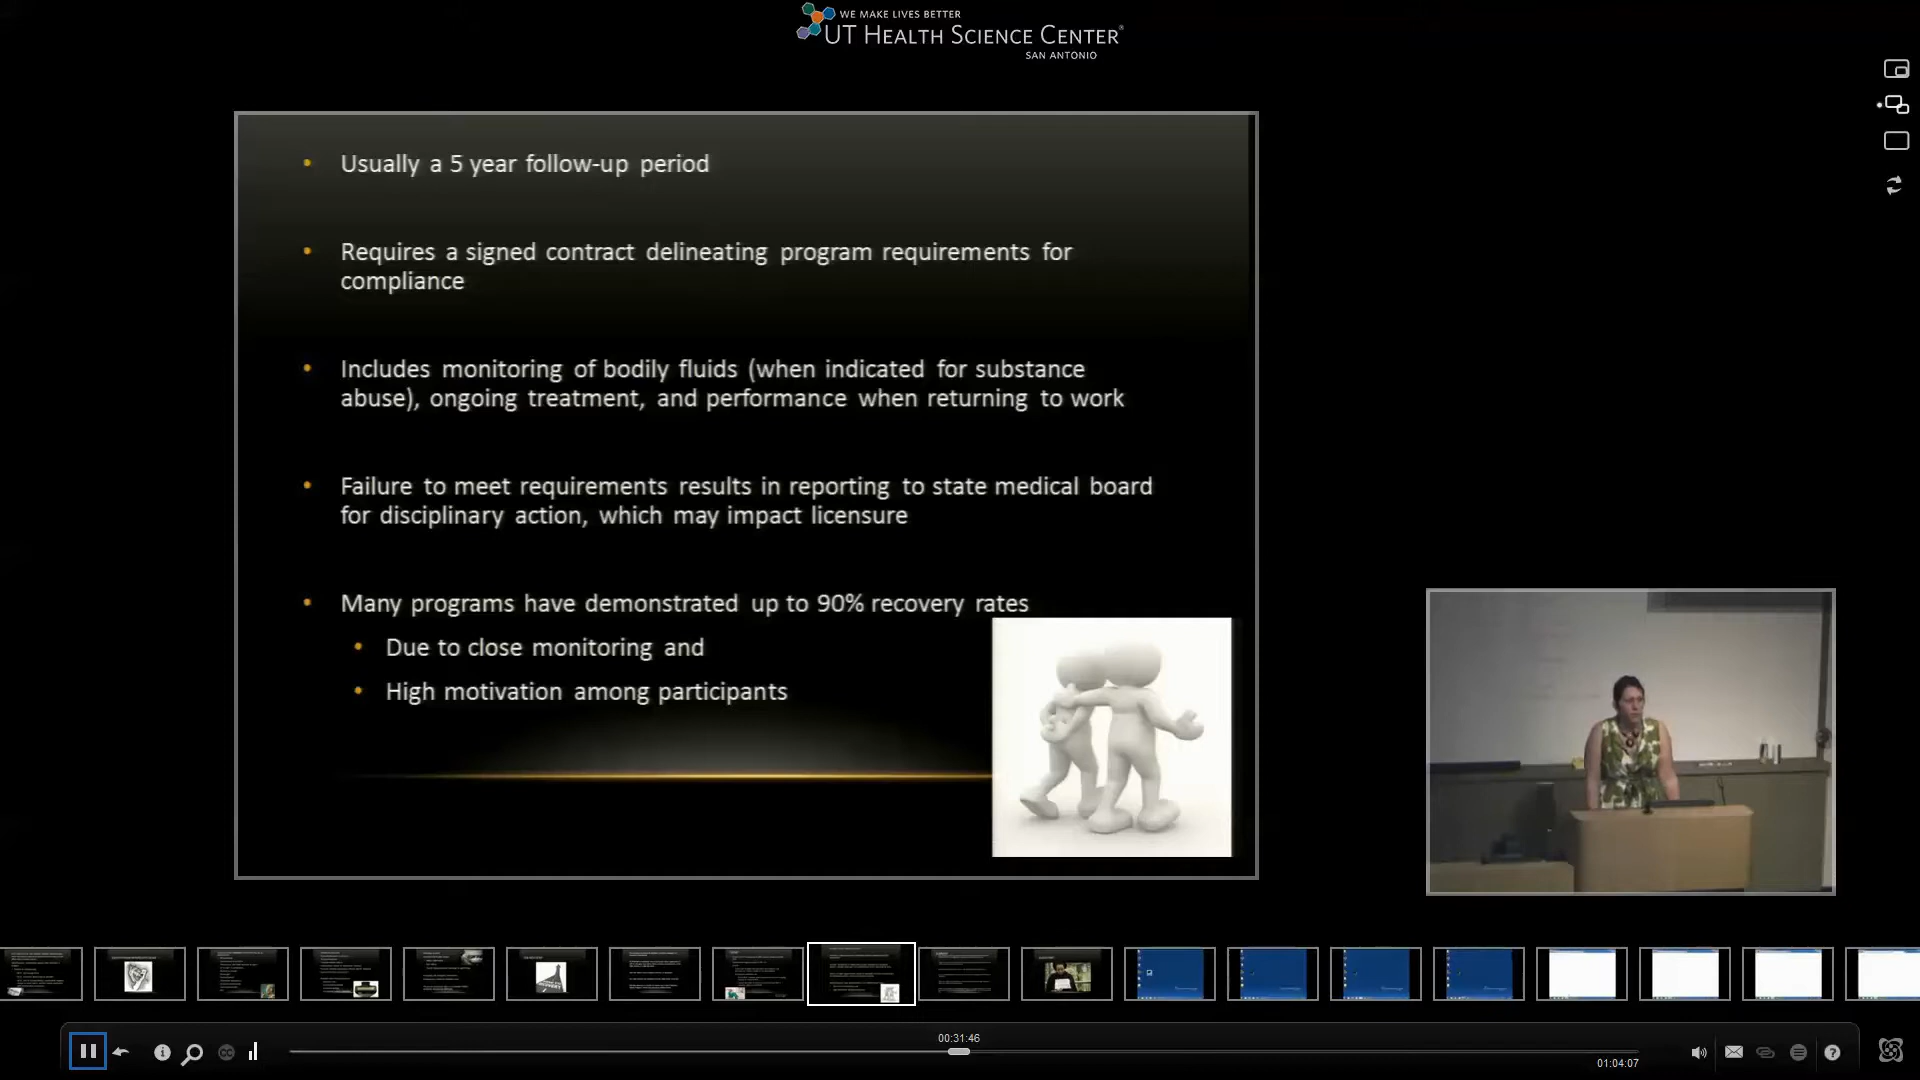 WE MAKE LIVES BETTER
UT HEALTH SCIENCE CENTER®
SAN ANTONIO
• Usually a 5 year follow-up period
• Requires a signed contract delineating program requirements for
compliance
• Includes monitoring of bodily fluids (when indicated for substance
abuse), ongoing treatment, and performance when returning to work
• Failure to meet requirements results in reporting to state medical board
for disciplinary action, which may impact licensure
• Many programs have demonstrated up to 90% recovery rates
• Due to close monitoring and
• High motivation among participants
00:31:46
01:04:07